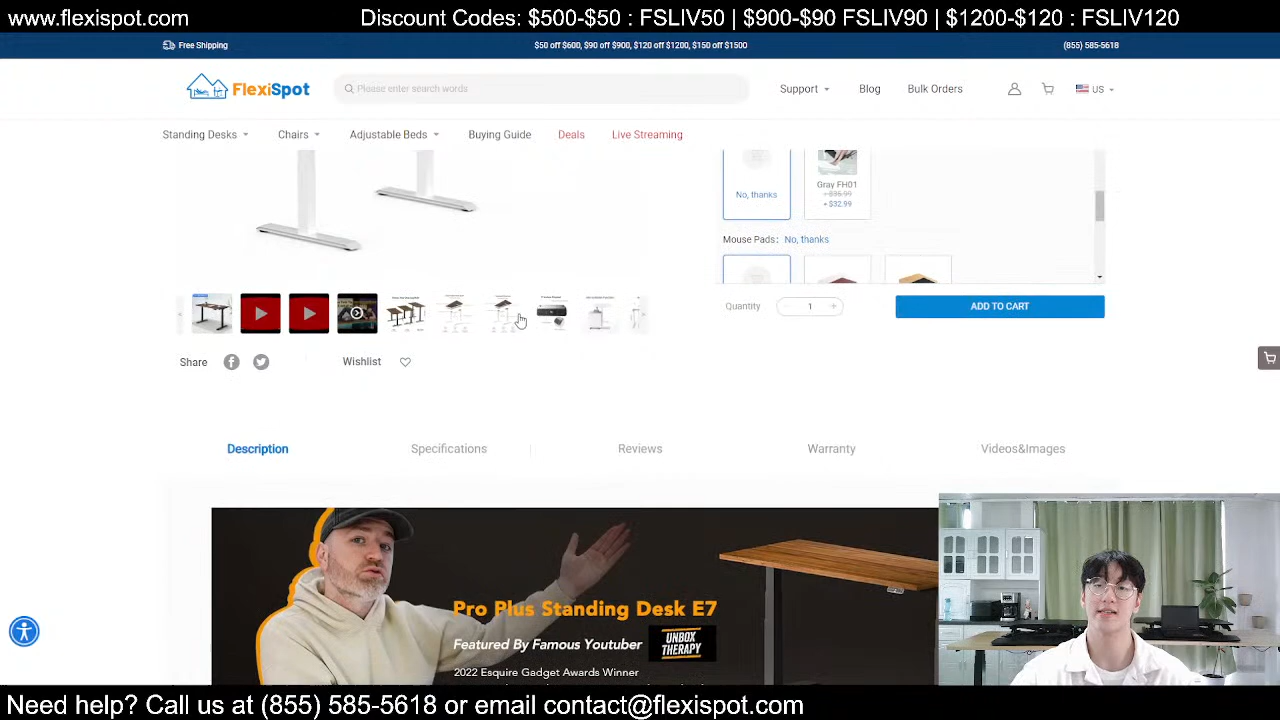 www.flexispot.com
Discount Codes: $500-$50 : FSLIV50 | $900-$90 FSLIV90 | $1200-$120 : FSLIV120
Free Shipping
$50 off $600, $90 off $900, $120 off $1200, $150 off $1500
(855) 585-5618
FlexiSpot
Please enter search words
Support
Blog
Bulk Orders
US
Standing Desks
Chairs
Adjustable Beds
Buying Guide
Deals
Live Streaming
No, thanks
Gray FH01
+ $36.99
+ $32.99
Mouse Pads: No, thanks
Quantity
1
ADD TO CART
Share
Wishlist
Description
Specifications
Reviews
Warranty
Videos&Images
Pro Plus Standing Desk E7
Featured By Famous Youtuber
UNBOX
THERAPY
2022 Esquire Gadget Awards Winner
Need help? Call us at (855) 585-5618 or email contact@flexispot.com